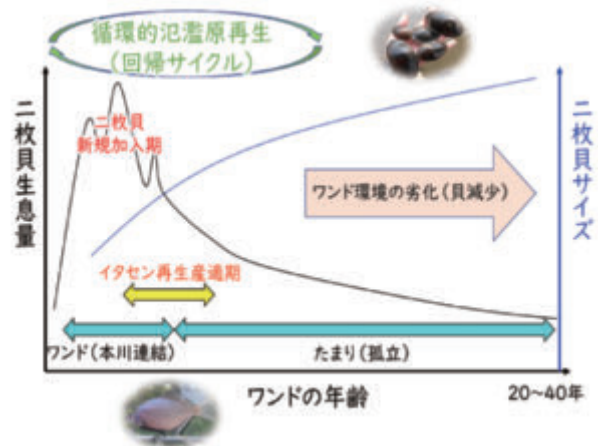 循環的氾濫原再生
(回帰サイクル)
二枚貝生息量
二枚貝
新規加入期
二枚貝サイズ
ワンド環境の劣化(貝減少)
イタセン再生産適期
ワンド(本川連結)
たまり(孤立)
ワンドの年齢
20~40年